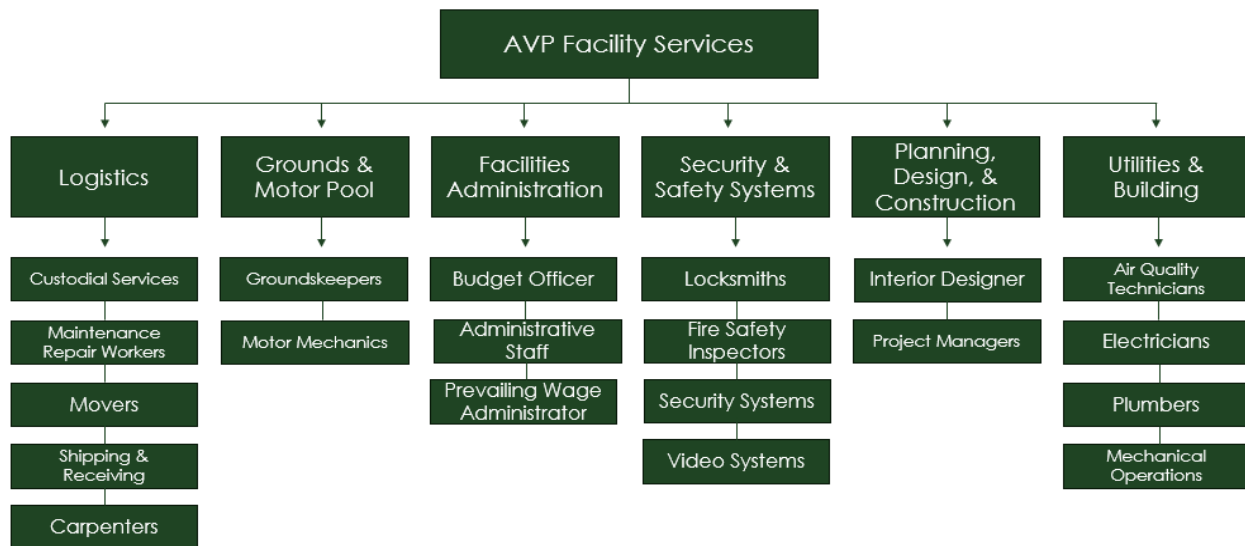 AVP Facility Services
Logistics
Grounds &
Motor Pool
Facilities
Administration
Security &
Safety Systems
Planning,
Design, &
Construction
Utilities &
Building
Custodial Services
Maintenance
Repair Workers
Movers
Shipping &
Receiving
Carpenters
Groundskeepers
Motor Mechanics
Budget Officer
Administrative
Staff
Prevailing Wage
Administrator
Locksmiths
Fire Safety
Inspectors
Security Systems
Video Systems
Interior Designer
Project Managers
Air Quality
Technicians
Electricians
Plumbers
Mechanical
Operations